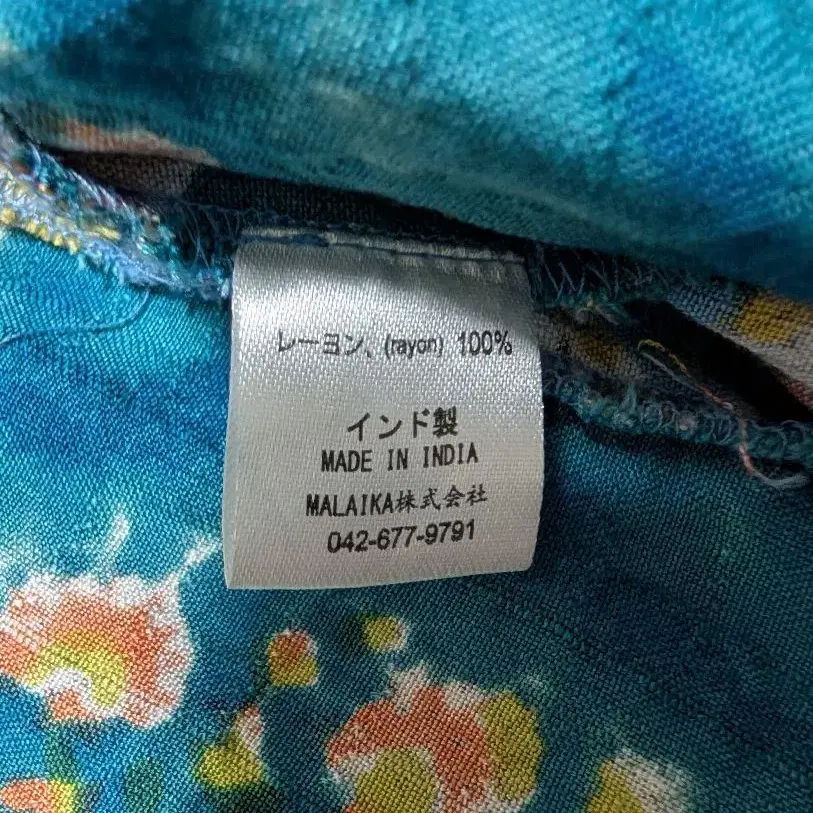 レーヨン、(rayon) 100%
インド製
MADE IN INDIA
MALAIKA株式会社
042-677-9791